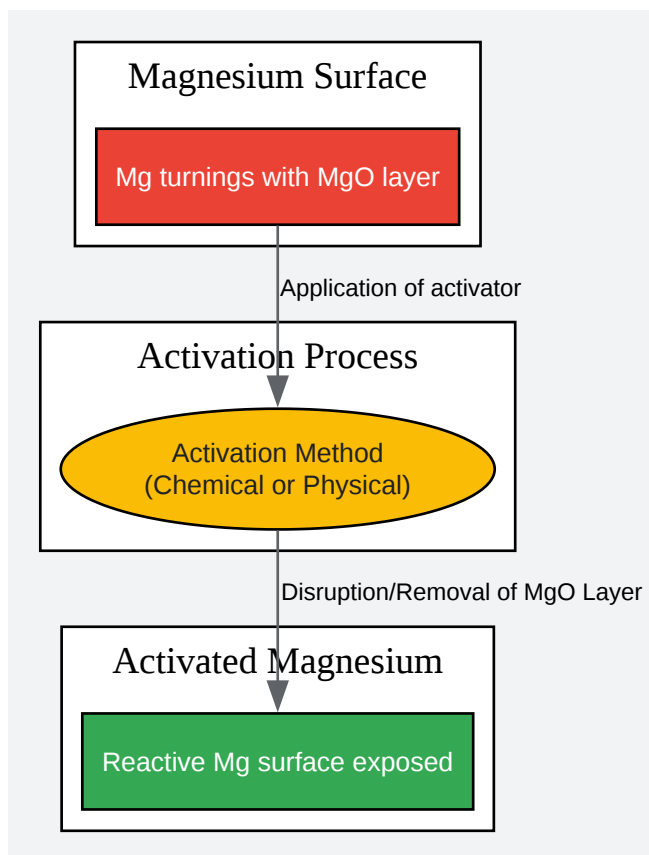 Magnesium Surface
Mg turnings with MgO layer
Application of activator
Activation Process
Activation Method
(Chemical or Physical)
Disruption/Removal of MgO Layer
Activated Magnesium
Reactive Mg surface exposed